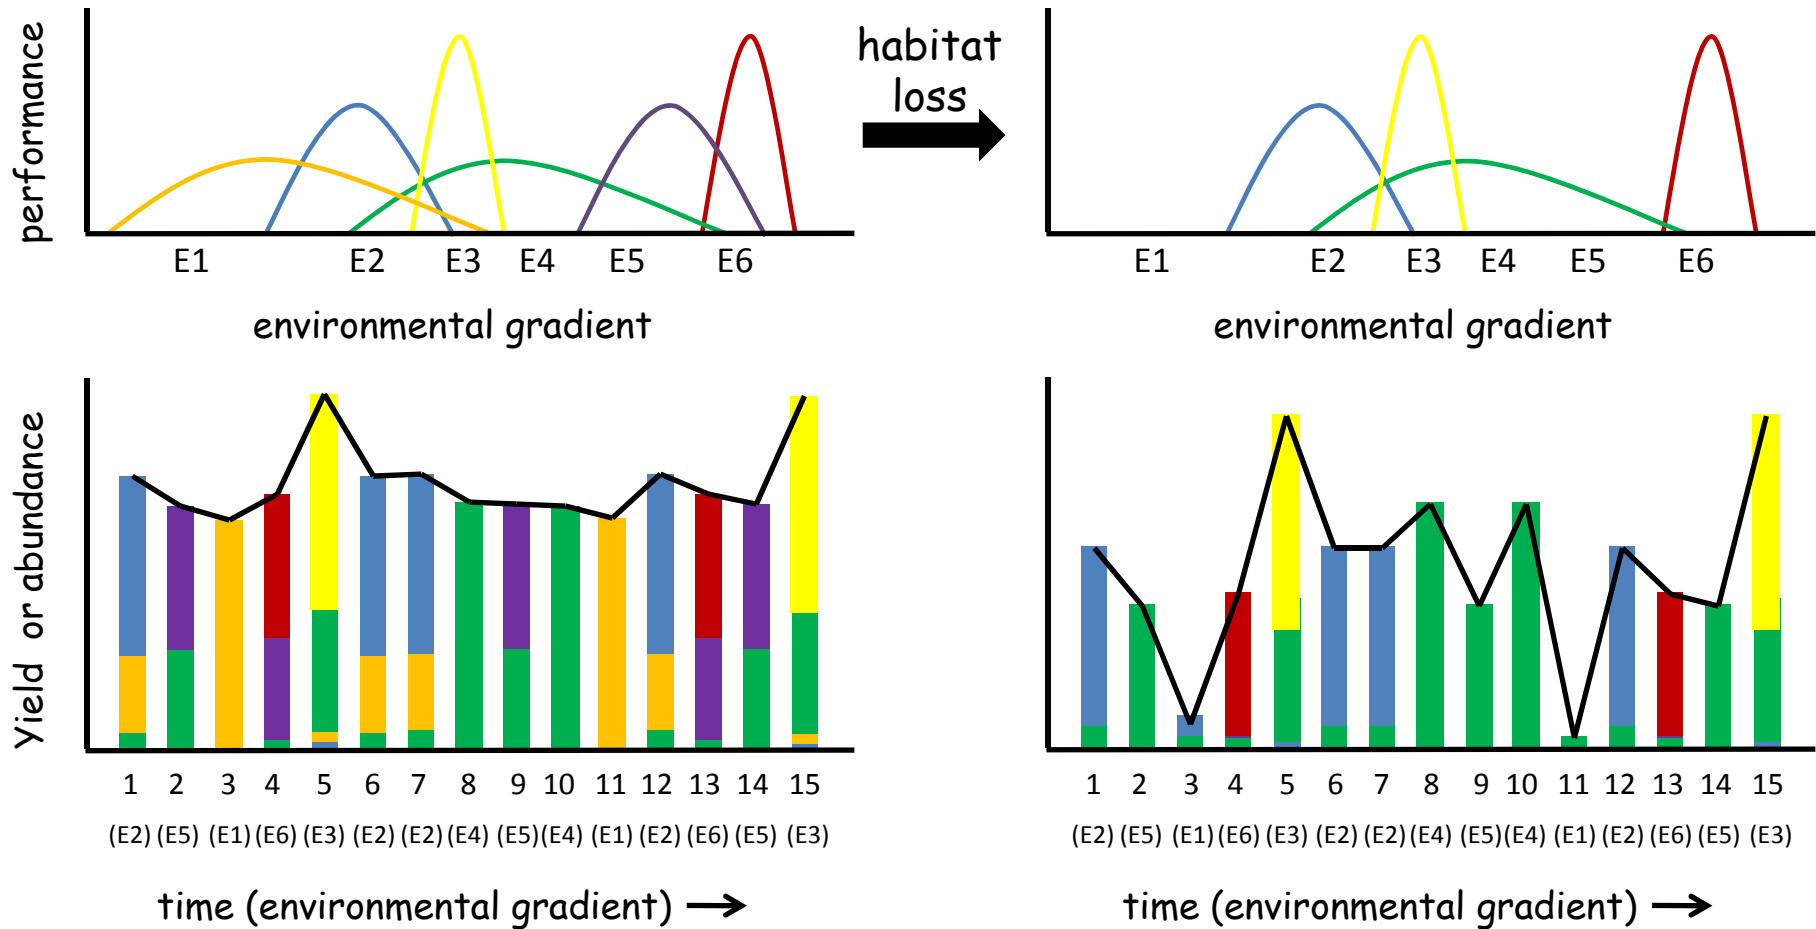 performance
E1 E2 E3 E4 E5 E6
environmental gradient
habitat
loss
E1 E2 E3 E4 E5 E6
environmental gradient
Yield or abundance
1 2 3 4 5 6 7 8 9 10 11 12 13 14 15
(E2) (E5) (E1) (E6) (E3) (E2) (E2) (E4) (E5) (E4) (E1) (E2) (E6) (E5) (E3)
time (environmental gradient) →
1 2 3 4 5 6 7 8 9 10 11 12 13 14 15
(E2) (E5) (E1) (E6) (E3) (E2) (E2) (E4) (E5) (E4) (E1) (E2) (E6) (E5) (E3)
time (environmental gradient) →